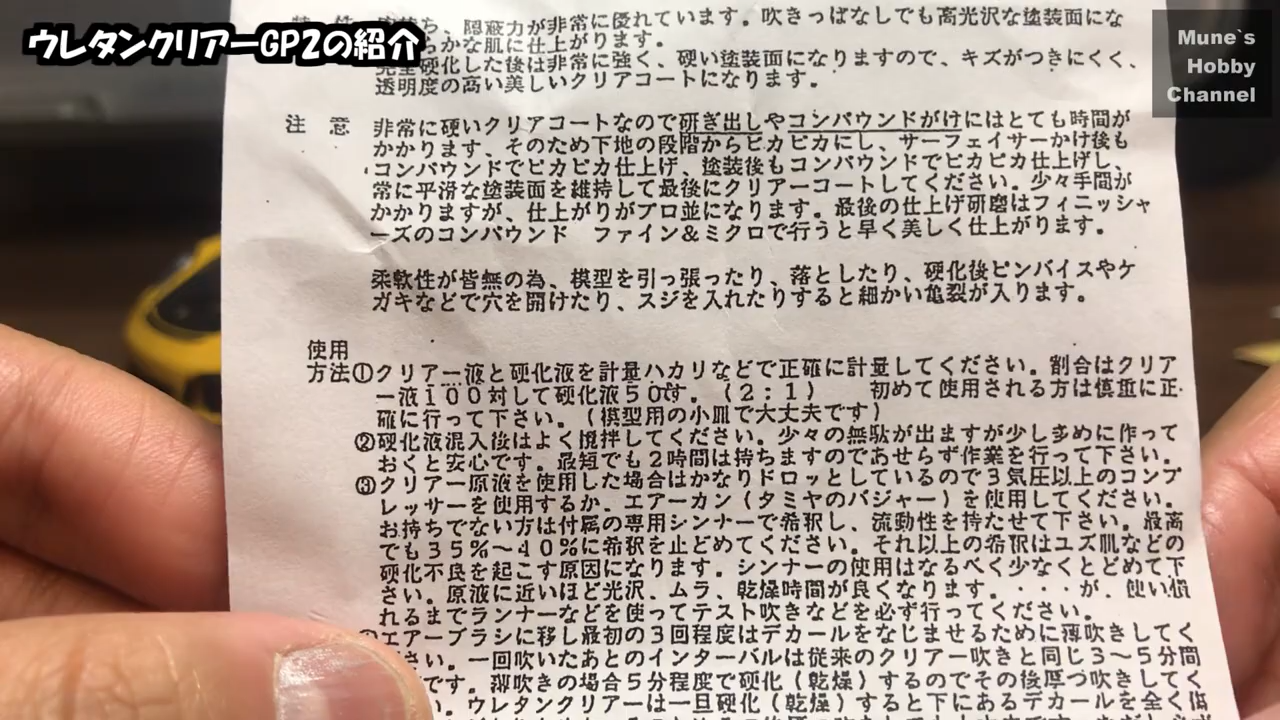 ウレタンクリアーGP2の紹介
Mune`s
Hobby
Channel
隠蔽力が非常に優れています。吹きっぱなしでも高光沢な塗装面にな
らかな肌に仕上がります。
完全硬化した後は非常に強く、硬い塗装面になりますので、キズがつきにくく、
透明度の高い美しいクリアコートになります。
注 意 非常に硬いクリアコートなので研ぎ出しやコンパウンドがけにはとても時間が
かかります、そのため下地の段階からピカピカにし、サーフェイサーかけ後も
コンパウンドでピカピカ仕上げ、塗装後もコンパウンドでピカピカ仕上げし、
常に平滑な塗装面を維持して最後にクリアーコートしてください。少々手間が
かかりますが、仕上がりがプロ並になります。最後の仕上げ研磨はフィニッシャ
ーズのコンパウンド ファイン&ミクロで行うと早く美しく仕上がります。
柔軟性が皆無の為、模型を引っ張ったり、落としたり、硬化後ピンバイスやケ
ガキなどで穴を開けたり、スジを入れたりすると細かい亀裂が入ります。
使用
方法①クリアー液と硬化液を計量ハカリなどで正確に計量してください。割合はクリア
ー液100対して硬化液50です。(2:1) 初めて使用される方は慎重に正
確に行って下さい。(模型用の小皿で大丈夫です)
②硬化液混入後はよく撹拌してください。少々の無駄が出ますが少し多めに作って
おくと安心です。最短でも2時間は持ちますのであせらず作業を行って下さい。
③クリアー原液を使用した場合はかなりドロッとしているので3気圧以上のコンプ
レッサーを使用するか、エアーカン(タミヤのバジャー)を使用してください。
お持ちでない方は付属の専用シンナーで希釈し、流動性を持たせて下さい。最高
でも35%〜40%に希釈を止どめてください。それ以上の希釈はユズ肌などの
硬化不良を起こす原因になります。シンナーの使用はなるべく少なくとどめて下
さい。原液に近いほど光沢、ムラ、乾燥時間が良くなります。・・・が、使い慣
れるまでランナーなどを使ってテスト吹きなどを必ず行ってください。
エアーブラシに移し最初の3回程度はデカールをなじませるために薄吹きしてく
ださい。一回吹いたあとのインターバルは従来のクリアー吹きと同じ3〜5分間
です。薄吹きの場合5分程度で硬化(乾燥)するのでその後厚づ吹きしてく
い。ウレタンクリアーは一旦硬化(乾燥)すると下にあるデカールを全く